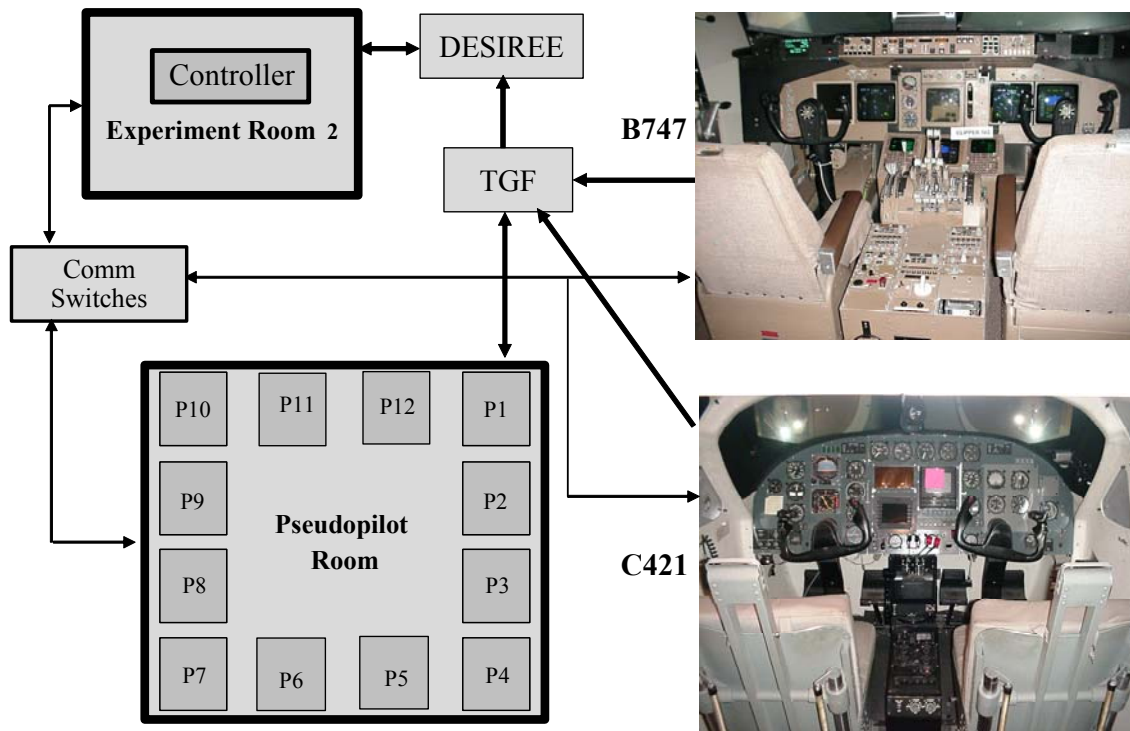 DESIREE
Controller
Experiment Room 2
B747
TGF
Comm
Switches
P10
P11
P12
P1
P9
P2
Pseudopilot
Room
P8
P3
C421
P7
P6
P5
P4